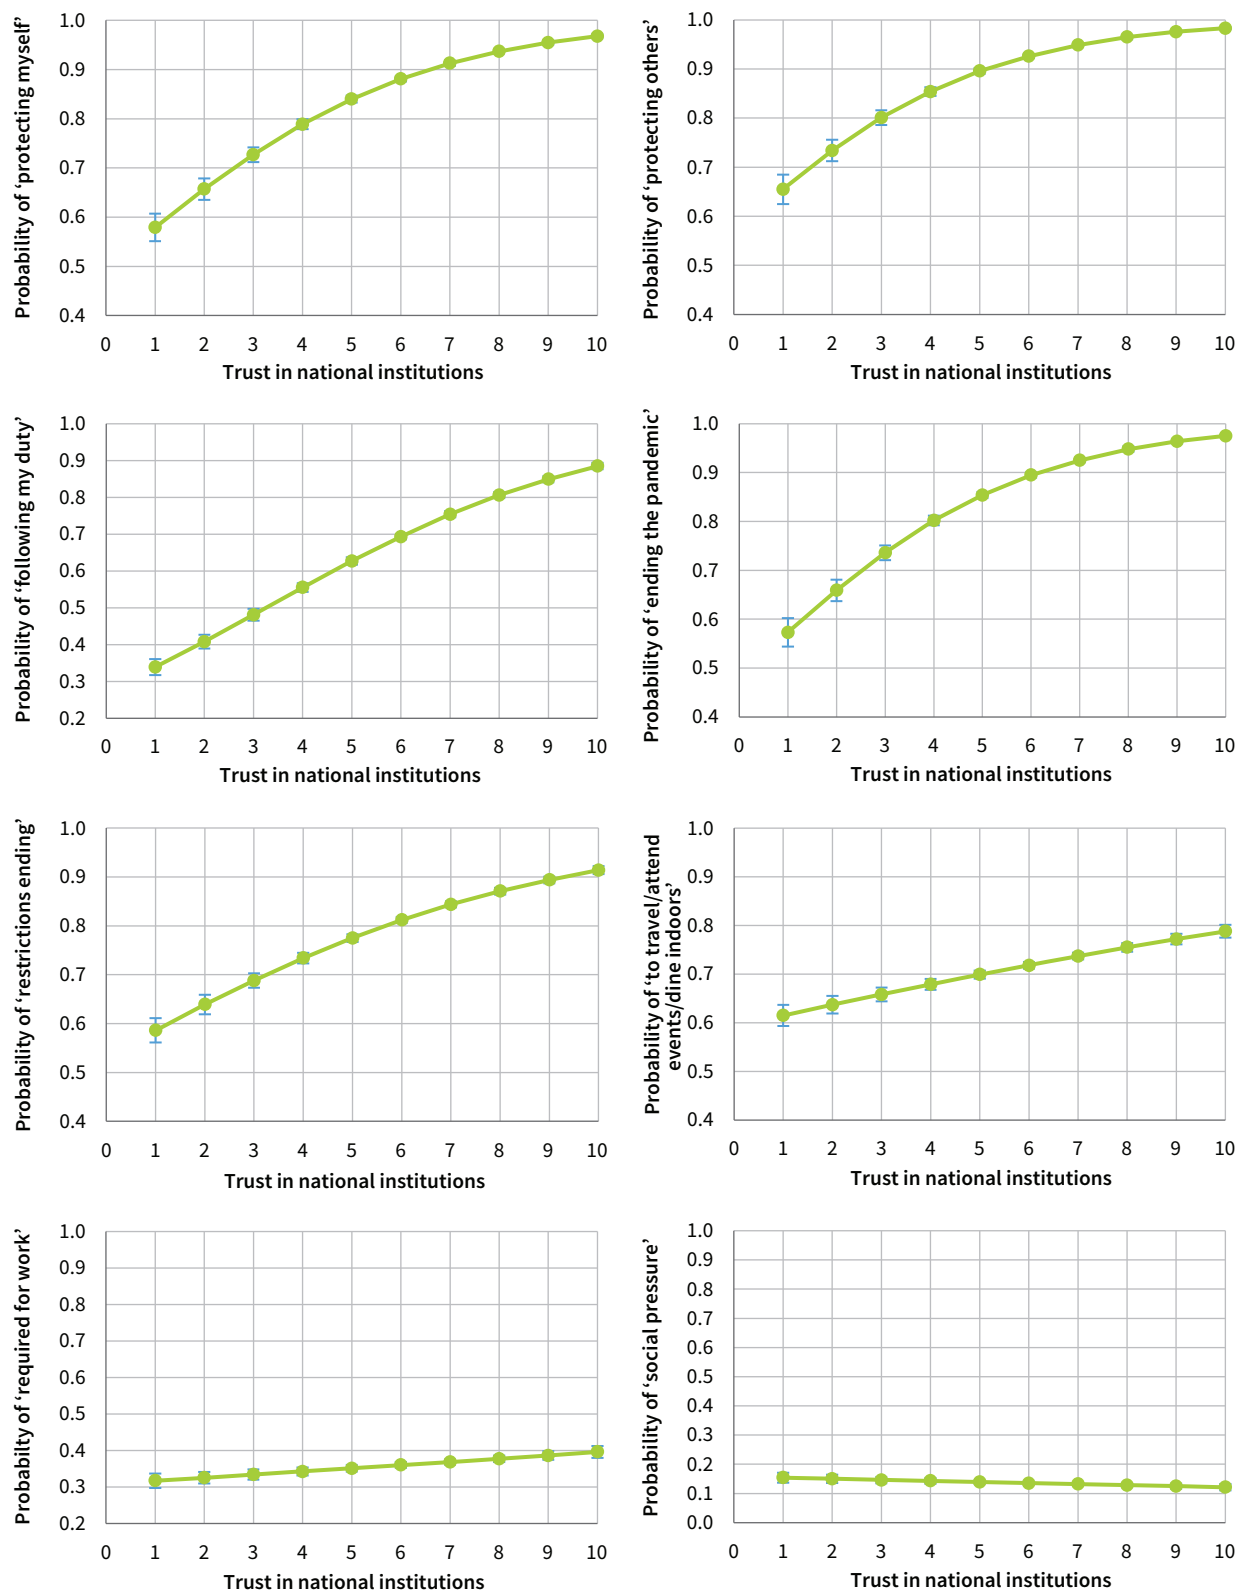 Probability of ‘protecting myself’
1.0
0.9
0.8
0.7
0.6
0.5
0.4
0 1 2 3 4 5 6 7 8 9 10
Trust in national institutions
Probability of ‘protecting others’
1.0
0.9
0.8
0.7
0.6
0.5
0.4
0 1 2 3 4 5 6 7 8 9 10
Trust in national institutions
Probability of ‘following my duty’
1.0
0.9
0.8
0.7
0.6
0.5
0.4
0.3
0.2
0 1 2 3 4 5 6 7 8 9 10
Trust in national institutions
Probability of ‘ending the pandemic’
1.0
0.9
0.8
0.7
0.6
0.5
0.4
0 1 2 3 4 5 6 7 8 9 10
Trust in national institutions
Probability of ‘restrictions ending’
1.0
0.9
0.8
0.7
0.6
0.5
0.4
0 1 2 3 4 5 6 7 8 9 10
Trust in national institutions
Probability of ‘to travel/attend
events/dine indoors’
1.0
0.9
0.8
0.7
0.6
0.5
0.4
0 1 2 3 4 5 6 7 8 9 10
Trust in national institutions
Probabilty of ‘required for work’
1.0
0.9
0.8
0.7
0.6
0.5
0.4
0.3
0.2
0 1 2 3 4 5 6 7 8 9 10
Trust in national institutions
Probability of ‘social pressure’
1.0
0.9
0.8
0.7
0.6
0.5
0.4
0.3
0.2
0.1
0.0
0 1 2 3 4 5 6 7 8 9 10
Trust in national institutions